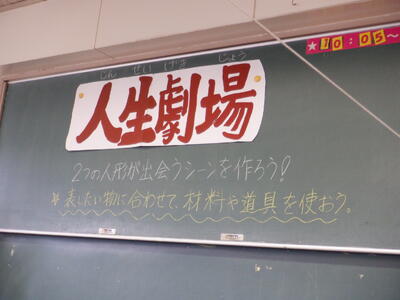 ★10:05〜
じん せい げき じょう
人生劇場
2つの人形が出会うシーンを作ろう!
※表したい物に合わせて、材料や道具を使おう。